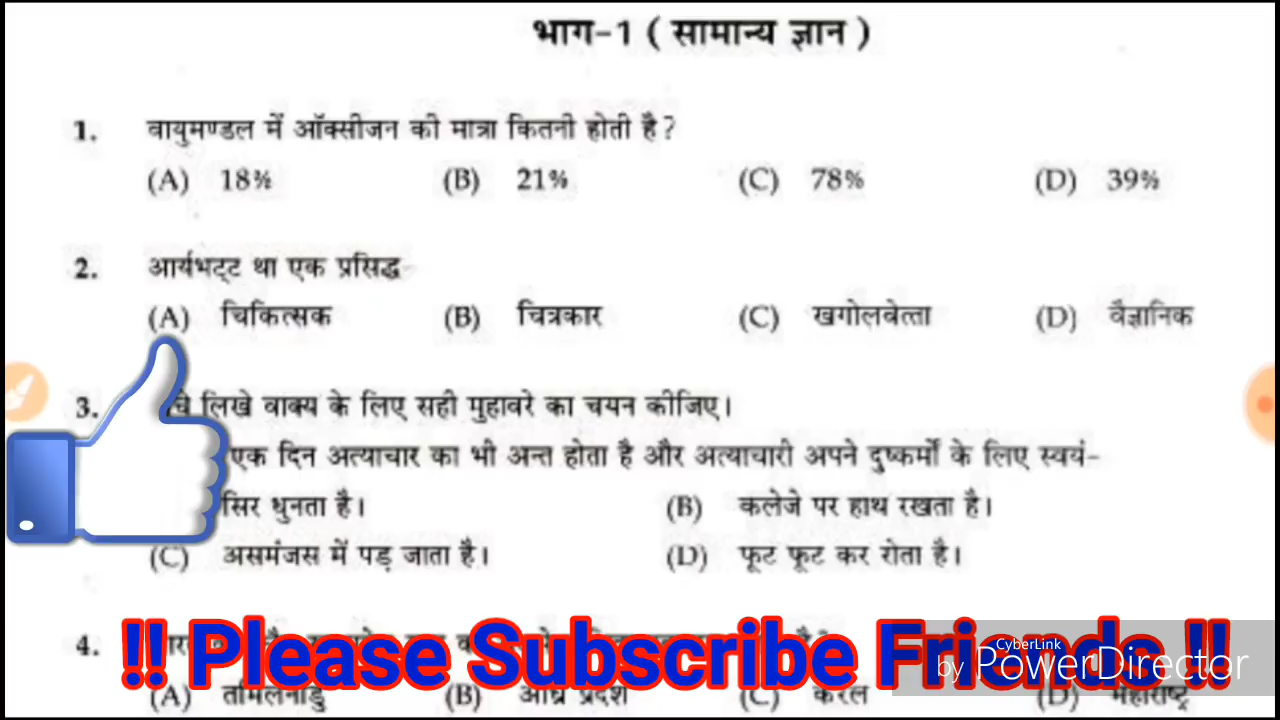 भाग-1 ( सामान्य ज्ञान )
1. वायुमण्डल में ऑक्सीजन की मात्रा कितनी होती है ?
(A) 18% (B) 21% (C) 78% (D) 39%
2. आर्यभट्ट था एक प्रसिद्ध-
(A) चिकित्सक (B) चित्रकार (C) खगोलवेत्ता (D) वैज्ञानिक
3. लिखे वाक्य के लिए सही मुहावरे का चयन कीजिए।
एक दिन अत्याचार का भी अन्त होता है और अत्याचारी अपने दुष्कर्मों के लिए स्वयं-
सिर धुनता है। (B) कलेजे पर हाथ रखता है।
(C) असमंजस में पड़ जाता है। (D) फूट फूट कर रोता है।
4.
!! Please Subscribe Friends !!
CyberLink
by PowerDirector
(A) तमिलनाडु (B) आंध्र प्रदेश (C) केरल (D) महाराष्ट्र